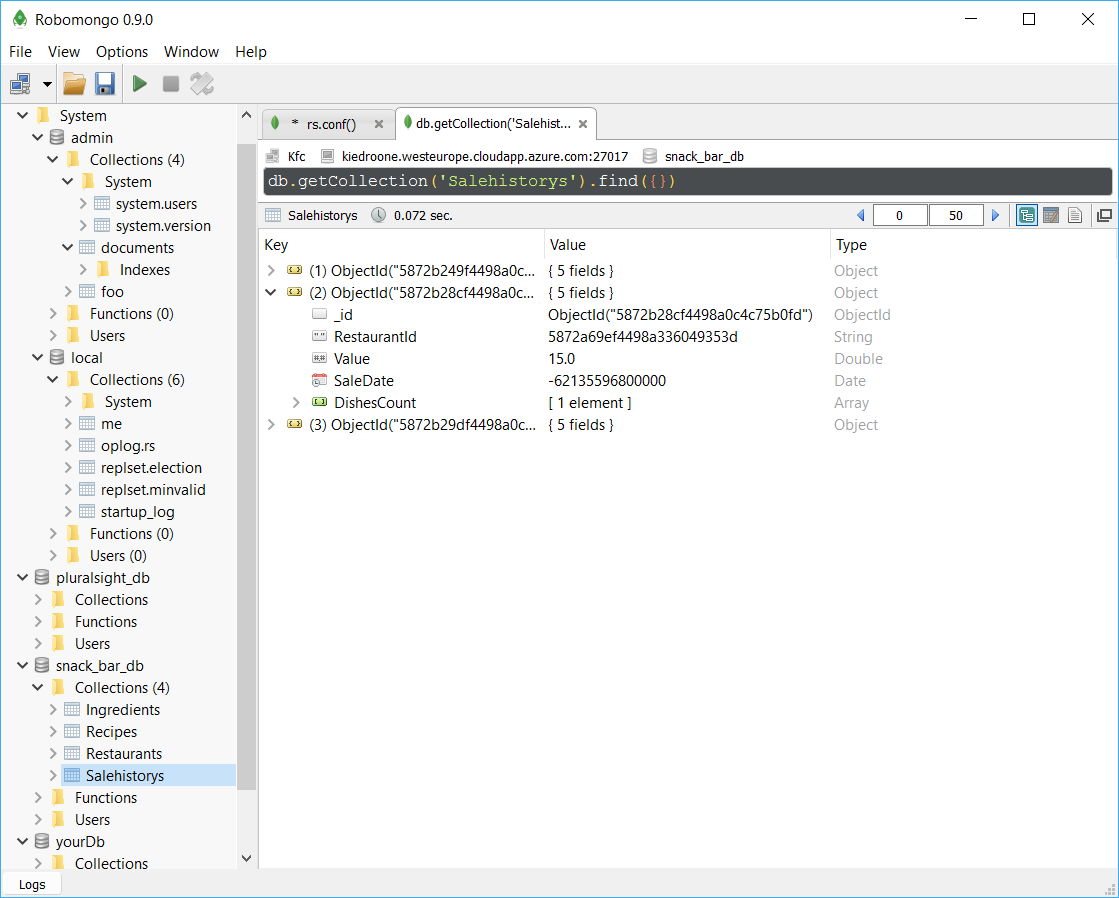 Robomongo 0.9.0
File View Options Window Help
System
admin
Collections (4)
System
system.users
system.version
documents
Indexes
foo
Functions (0)
Users
local
Collections (6)
System
me
oplog.rs
replset.election
replset.minvalid
startup_log
Functions (0)
Users (0)
pluralsight_db
Collections
Functions
Users
snack_bar_db
Collections (4)
Ingredients
Recipes
Restaurants
Salehistorys
Functions
Users
yourDb
Collections
* rs.conf() db.getCollection('Salehist...
Kfc kiedroone.westeurope.cloudapp.azure.com:27017 snack_bar_db
db.getCollection('Salehistorys').find({})
Salehistorys 0.072 sec. 0 50
Key Value Type
(1) ObjectId("5872b249f4498a0c... { 5 fields } Object
(2) ObjectId("5872b28cf4498a0c... { 5 fields } Object
_id ObjectId("5872b28cf4498a0c4c75b0fd") ObjectId
RestaurantId 5872a69ef4498a336049353d String
Value 15.0 Double
SaleDate -62135596800000 Date
DishesCount [ 1 element ] Array
(3) ObjectId("5872b29df4498a0c... { 5 fields } Object
Logs